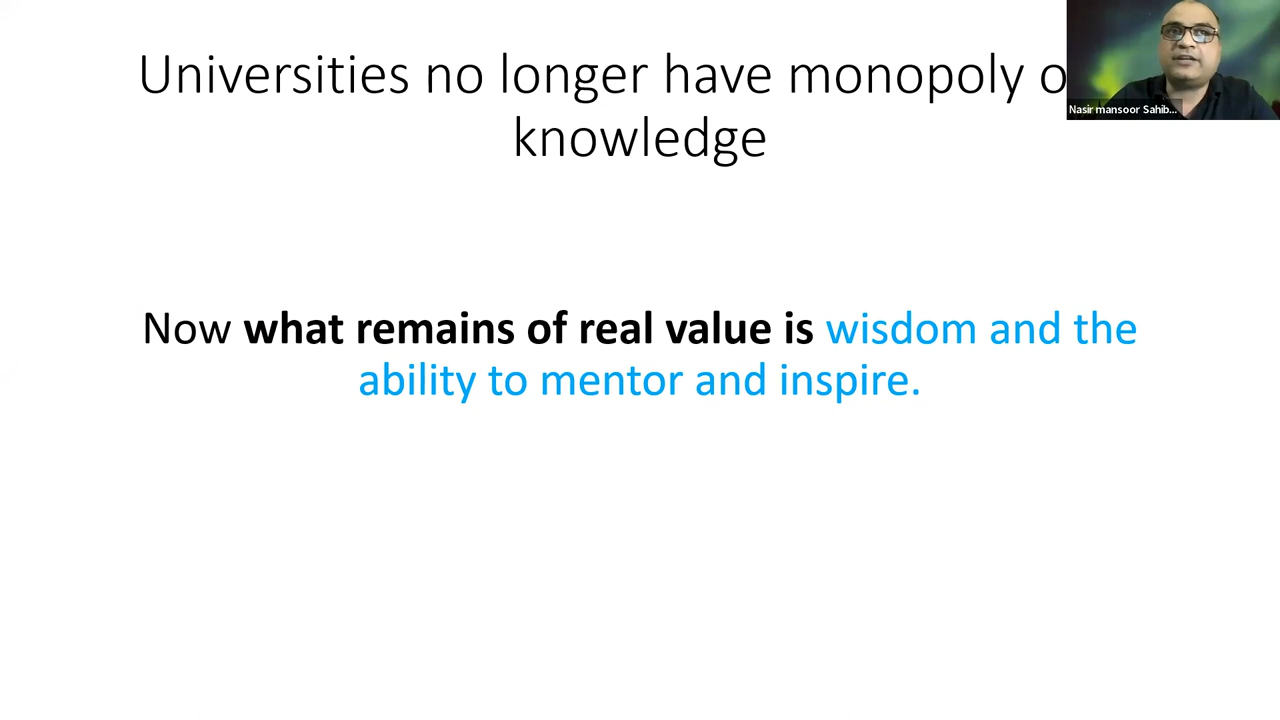 Universities no longer have monopoly
knowledge
Nasir mansoor Sahib...
Now what remains of real value is wisdom and the
ability to mentor and inspire.